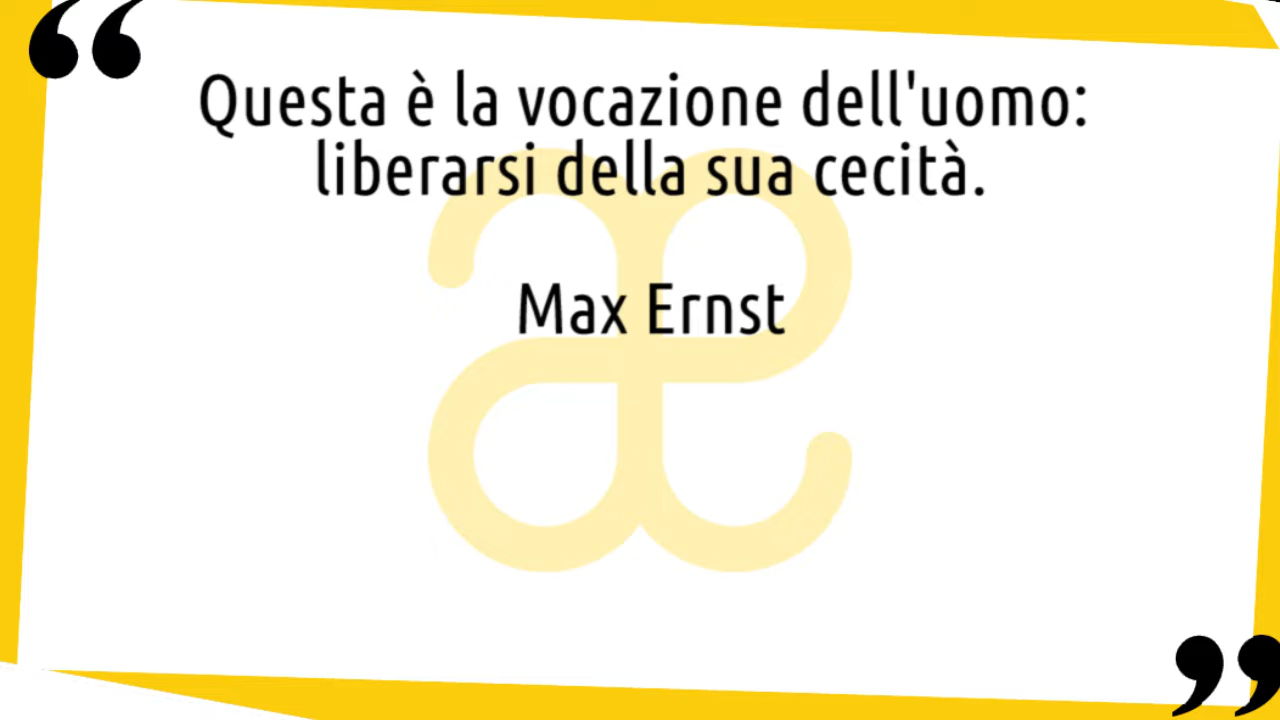 Questa è la vocazione dell'uomo:
liberarsi della sua cecità.
Max Ernst